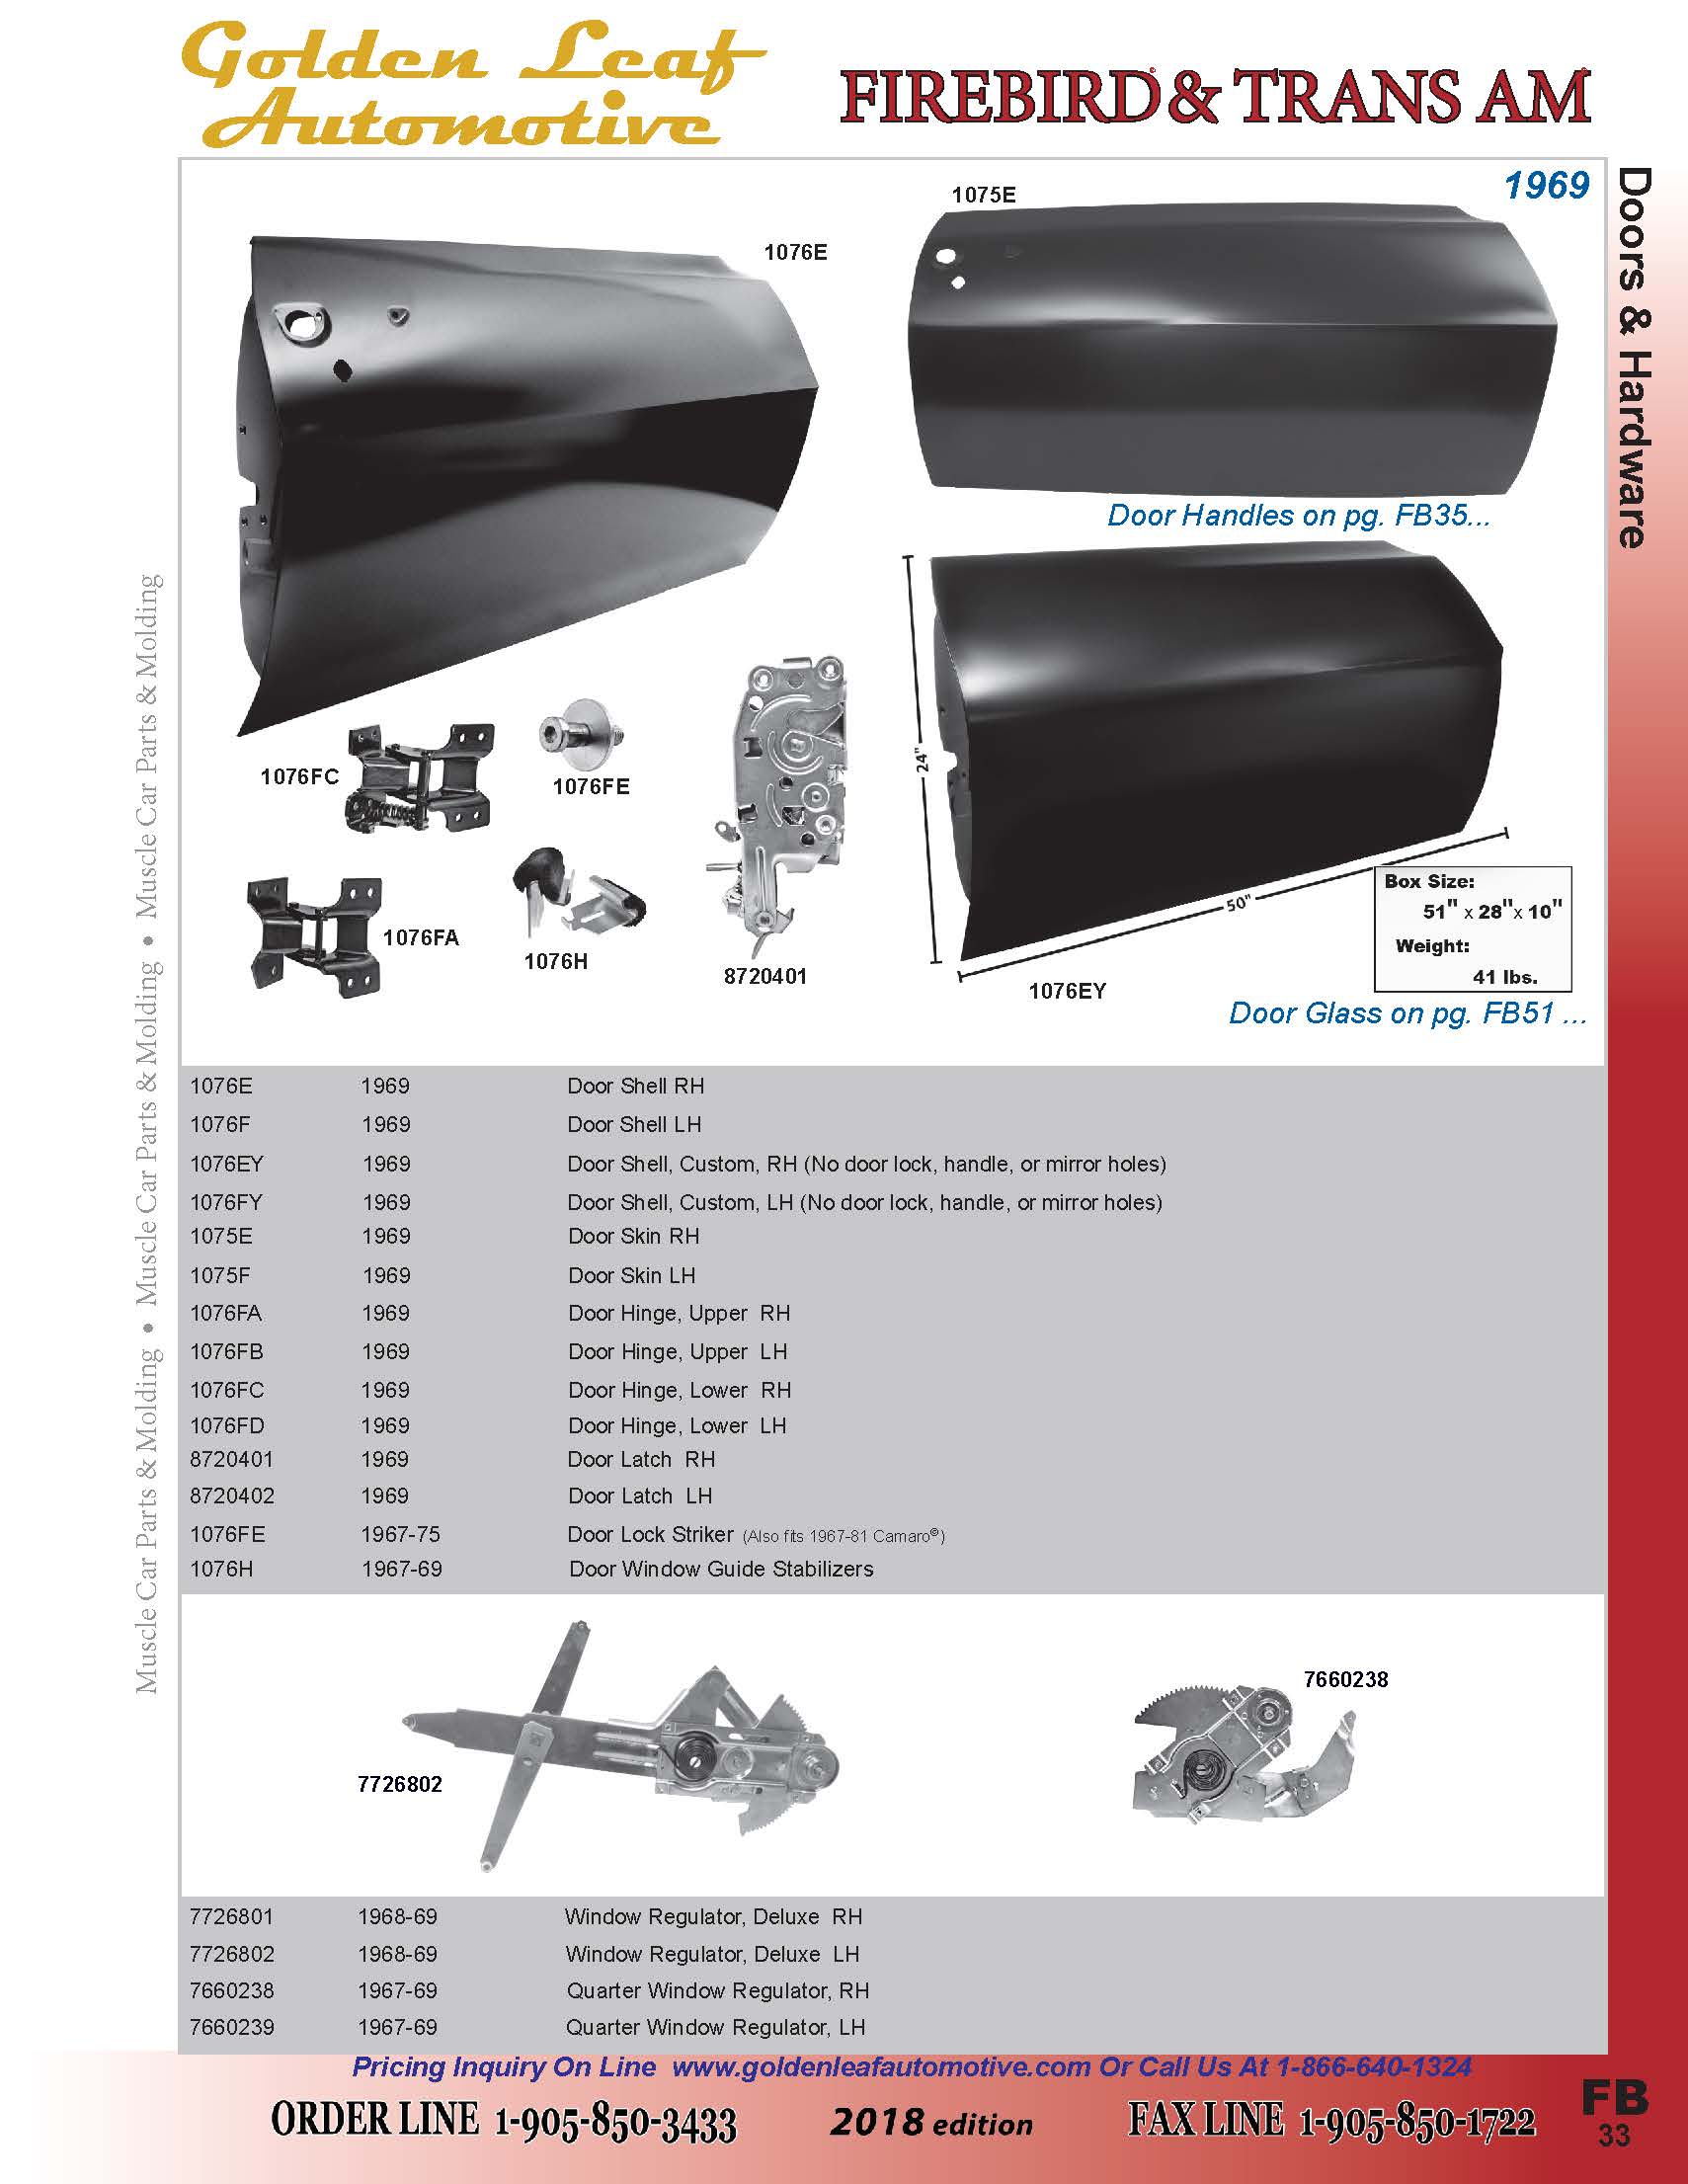 Golden Leaf
Automotive
FIREBIRD & TRANS AM
Doors & Hardware
Muscle Car Parts & Molding • Muscle Car Parts & Molding • Muscle Car Parts & Molding
1969
1075E
1076E
Door Handles on pg. FB35...
24"
50"
1076FC
1076FE
1076FA
1076H
8720401
1076EY
Box Size:
51" x 28"x 10"
Weight:
41 lbs.
Door Glass on pg. FB51 ...
1076E 1969 Door Shell RH
1076F 1969 Door Shell LH
1076EY 1969 Door Shell, Custom, RH (No door lock, handle, or mirror holes)
1076FY 1969 Door Shell, Custom, LH (No door lock, handle, or mirror holes)
1075E 1969 Door Skin RH
1075F 1969 Door Skin LH
1076FA 1969 Door Hinge, Upper RH
1076FB 1969 Door Hinge, Upper LH
1076FC 1969 Door Hinge, Lower RH
1076FD 1969 Door Hinge, Lower LH
8720401 1969 Door Latch RH
8720402 1969 Door Latch LH
1076FE 1967-75 Door Lock Striker (Also fits 1967-81 Camaro®)
1076H 1967-69 Door Window Guide Stabilizers
7726802
7660238
7726801 1968-69 Window Regulator, Deluxe RH
7726802 1968-69 Window Regulator, Deluxe LH
7660238 1967-69 Quarter Window Regulator, RH
7660239 1967-69 Quarter Window Regulator, LH
Pricing Inquiry On Line www.goldenleafautomotive.com Or Call Us At 1-866-640-1324
ORDER LINE 1-905-850-3433
2018 edition
FAX LINE 1-905-850-1722
FB
33